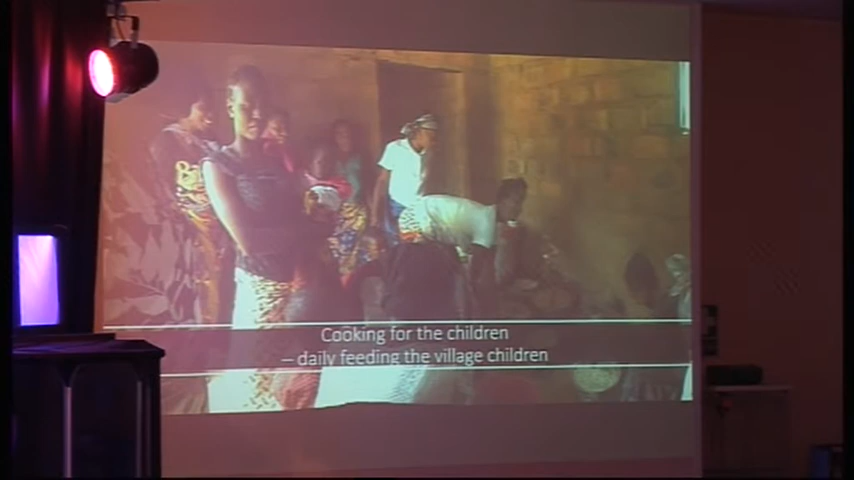 Cooking for the children
– daily feeding the village children